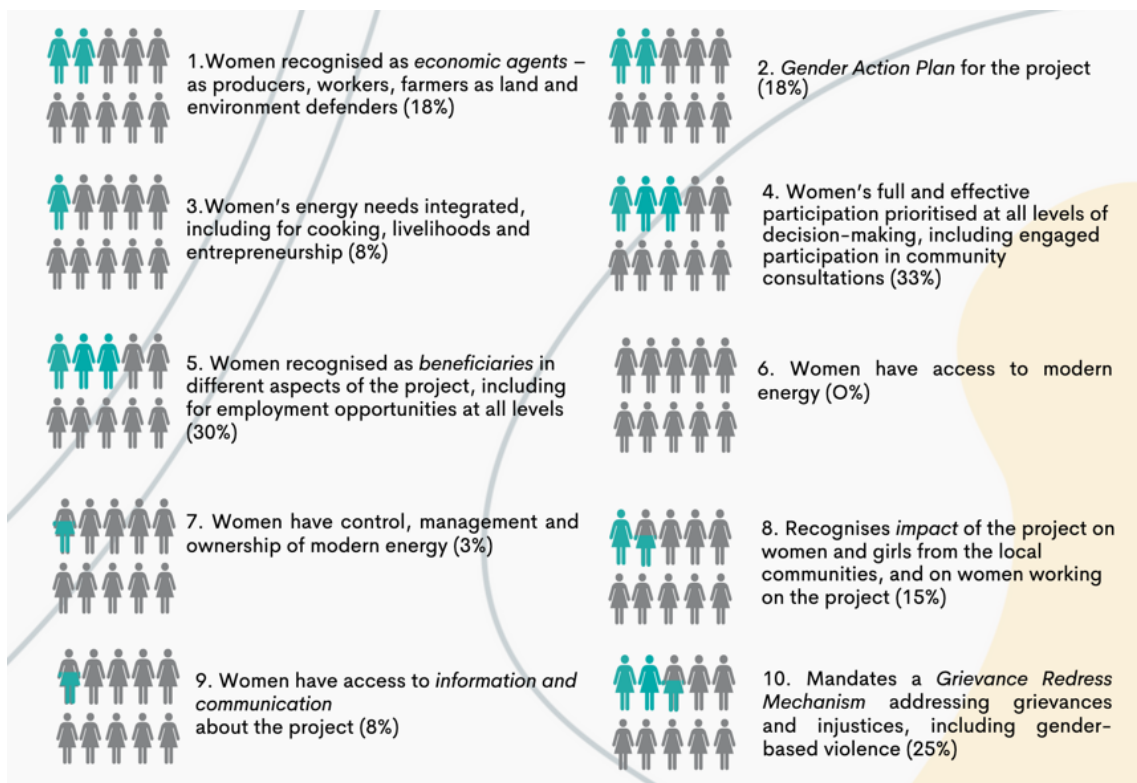 1.Women recognised as economic agents –
as producers, workers, farmers as land and
environment defenders (18%)
2. Gender Action Plan for the project
(18%)
3.Women's energy needs integrated,
including for cooking, livelihoods and
entrepreneurship (8%)
4. Women's full and effective
participation prioritised at all levels of
decision-making, including engaged
participation in community
consultations (33%)
5. Women recognised as beneficiaries in
different aspects of the project, including
for employment opportunities at all levels
(30%)
6. Women have access to modern
energy (O%)
7. Women have control, management and
ownership of modern energy (3%)
8. Recognises impact of the project on
women and girls from the local
communities, and on women working
on the project (15%)
9. Women have access to information and
communication
about the project (8%)
10. Mandates a Grievance Redress
Mechanism addressing grievances
and injustices, including gender-
based violence (25%)